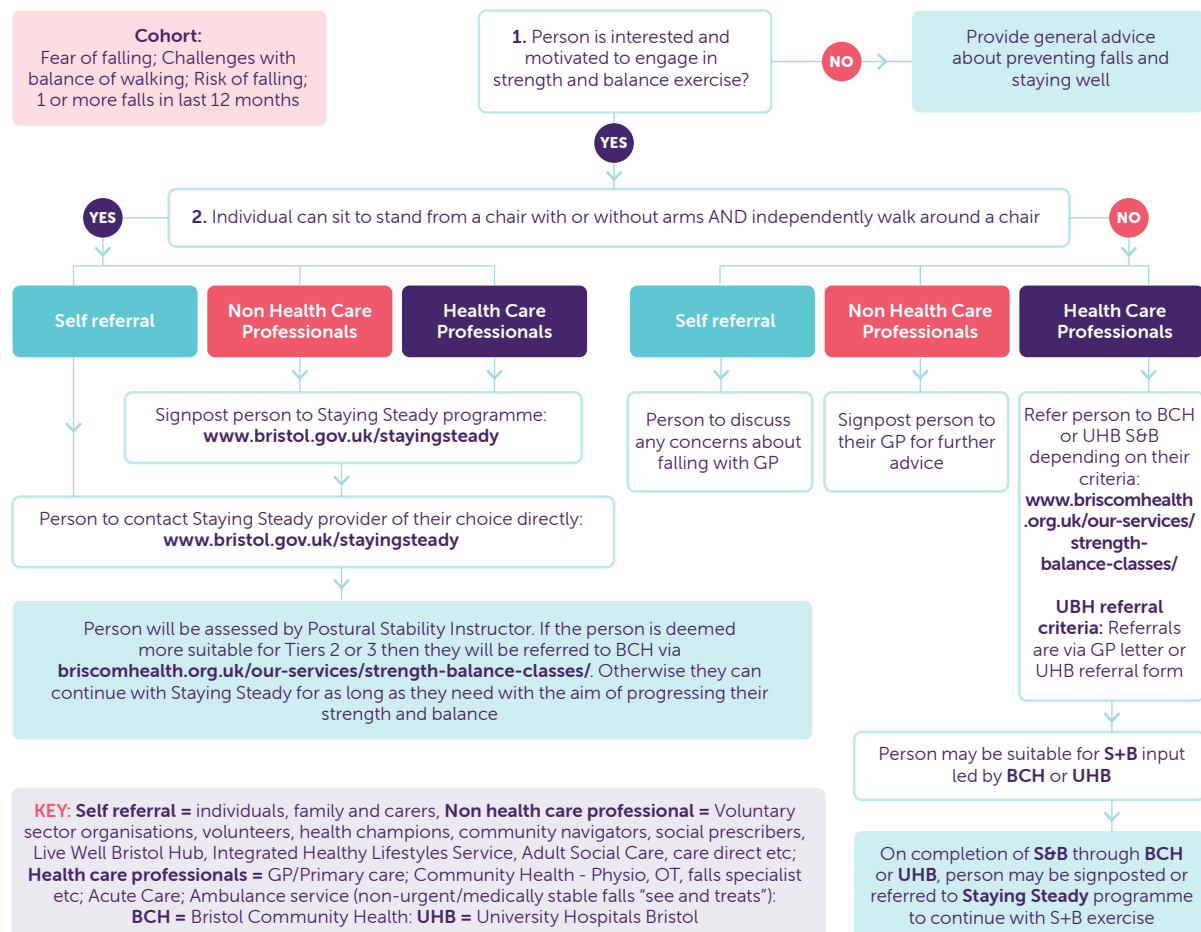 Cohort:
Fear of falling; Challenges with
balance of walking; Risk of falling;
1 or more falls in last 12 months
1. Person is interested and
motivated to engage in
strength and balance exercise?
NO
Provide general advice
about preventing falls and
staying well
YES
YES
2. Individual can sit to stand from a chair with or without arms AND independently walk around a chair
NO
Self referral
Non Health Care
Professionals
Health Care
Professionals
Signpost person to Staying Steady programme:
www.bristol.gov.uk/stayingsteady
Person to contact Staying Steady provider of their choice directly:
www.bristol.gov.uk/stayingsteady
Person will be assessed by Postural Stability Instructor. If the person is deemed
more suitable for Tiers 2 or 3 then they will be referred to BCH via
briscomhealth.org.uk/our-services/strength-balance-classes/. Otherwise they can
continue with Staying Steady for as long as they need with the aim of progressing their
strength and balance
Self referral
Non Health Care
Professionals
Health Care
Professionals
Person to discuss
any concerns about
falling with GP
Signpost person to
their GP for further
advice
Refer person to BCH
or UHB S&B
depending on their
criteria:
www.briscomhealth
.org.uk/our-services/
strength-
balance-classes/
UBH referral
criteria: Referrals
are via GP letter or
UHB referral form
Person may be suitable for S+B input
led by BCH or UHB
On completion of S&B through BCH
or UHB, person may be signposted or
referred to Staying Steady programme
to continue with S+B exercise
KEY: Self referral = individuals, family and carers, Non health care professional = Voluntary
sector organisations, volunteers, health champions, community navigators, social prescribers,
Live Well Bristol Hub, Integrated Healthy Lifestyles Service, Adult Social Care, care direct etc;
Health care professionals = GP/Primary care; Community Health - Physio, OT, falls specialist
etc; Acute Care; Ambulance service (non-urgent/medically stable falls "see and treats"):
BCH = Bristol Community Health: UHB = University Hospitals Bristol